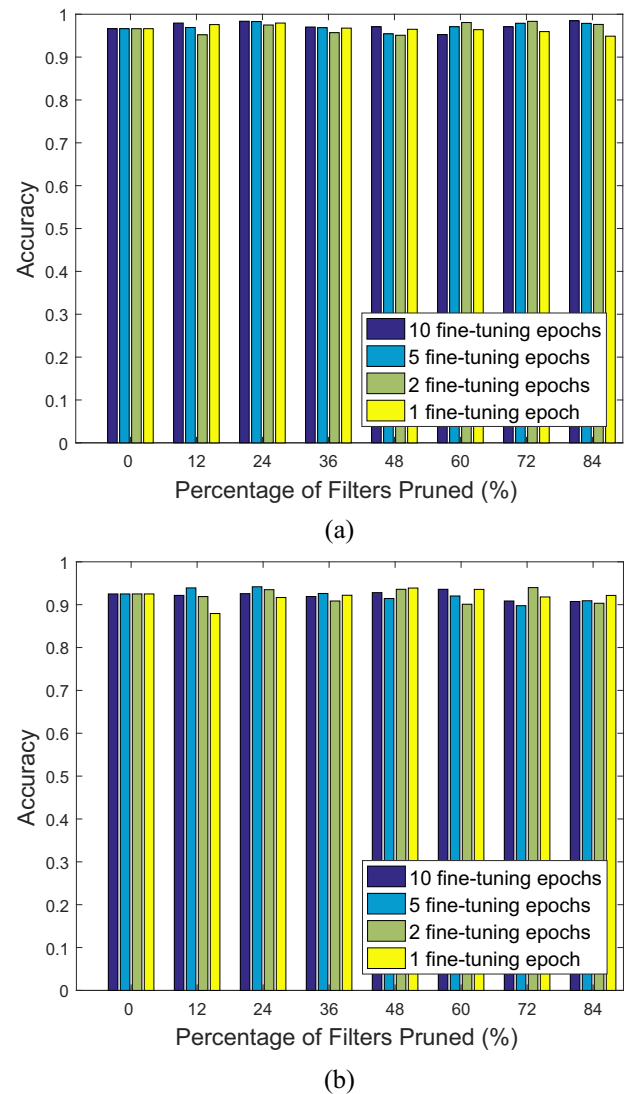 1
0.9
0.8
0.7
0.6
0.5
0.4
0.3
0.2
0.1
0
Accuracy
10 fine-tuning epochs
5 fine-tuning epochs
2 fine-tuning epochs
1 fine-tuning epoch
0 12 24 36 48 60 72 84
Percentage of Filters Pruned (%)
(a)
1
0.9
0.8
0.7
0.6
0.5
0.4
0.3
0.2
0.1
0
Accuracy
10 fine-tuning epochs
5 fine-tuning epochs
2 fine-tuning epochs
1 fine-tuning epoch
0 12 24 36 48 60 72 84
Percentage of Filters Pruned (%)
(b)